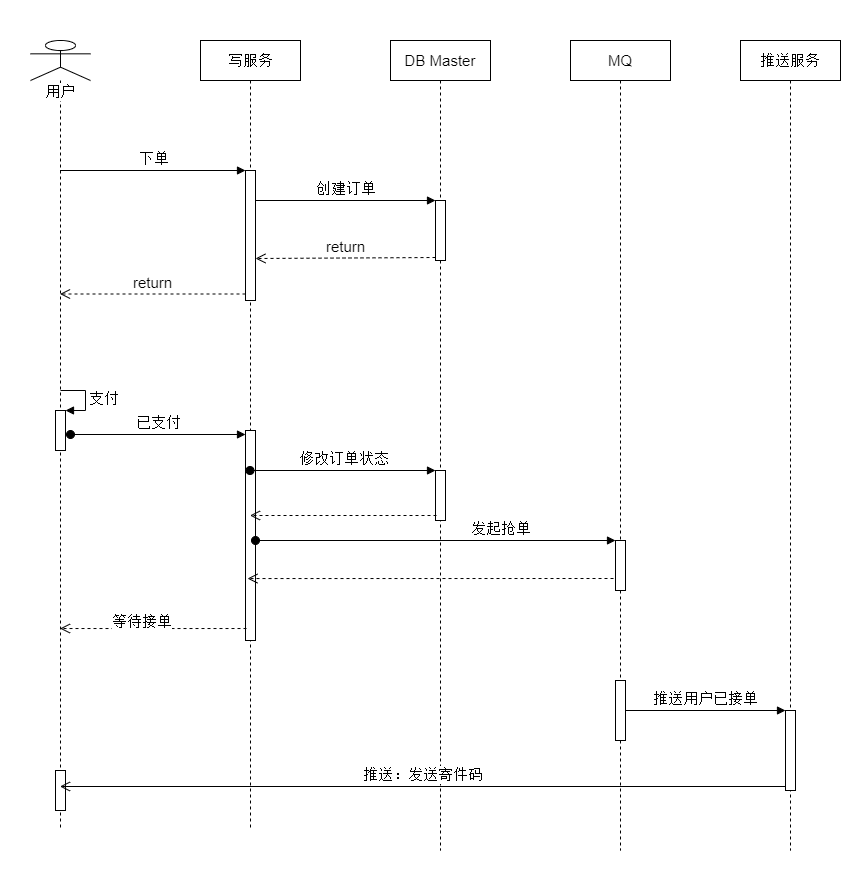 用户
写服务
DB Master
MQ
推送服务
下单
创建订单
return
return
支付
已支付
修改订单状态
发起抢单
等待接单
推送用户已接单
推送：发送寄件码